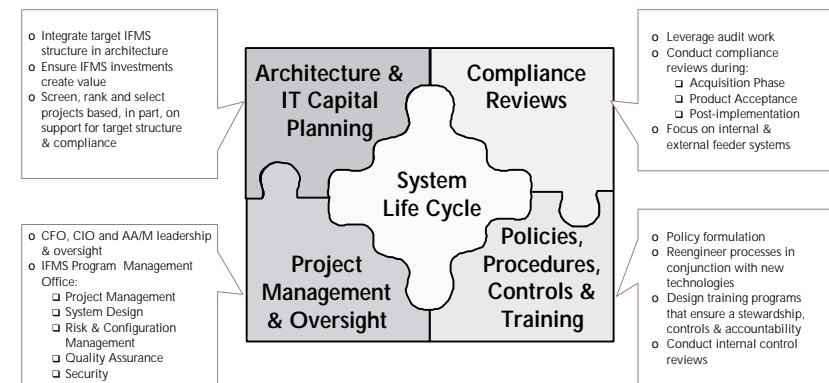 o Integrate target IFMS
structure in architecture
o Ensure IFMS investments
create value
o Screen, rank and select
projects based, in part, on
support for target structure
& compliance
Architecture &
IT Capital
Planning
Compliance
Reviews
o Leverage audit work
o Conduct compliance
reviews during:
❑ Acquisition Phase
❑ Product Acceptance
❑ Post-implementation
o Focus on internal &
external feeder systems
System
Life Cycle
o CFO, CIO and AA/M leadership
& oversight
o IFMS Program Management
Office:
❑ Project Management
❑ System Design
❑ Risk & Configuration
Management
❑ Quality Assurance
❑ Security
Project
Management
& Oversight
Policies,
Procedures,
Controls &
Training
o Policy formulation
o Reengineer processes in
conjunction with new
technologies
o Design training programs
that ensure a stewardship,
controls & accountability
o Conduct internal control
reviews